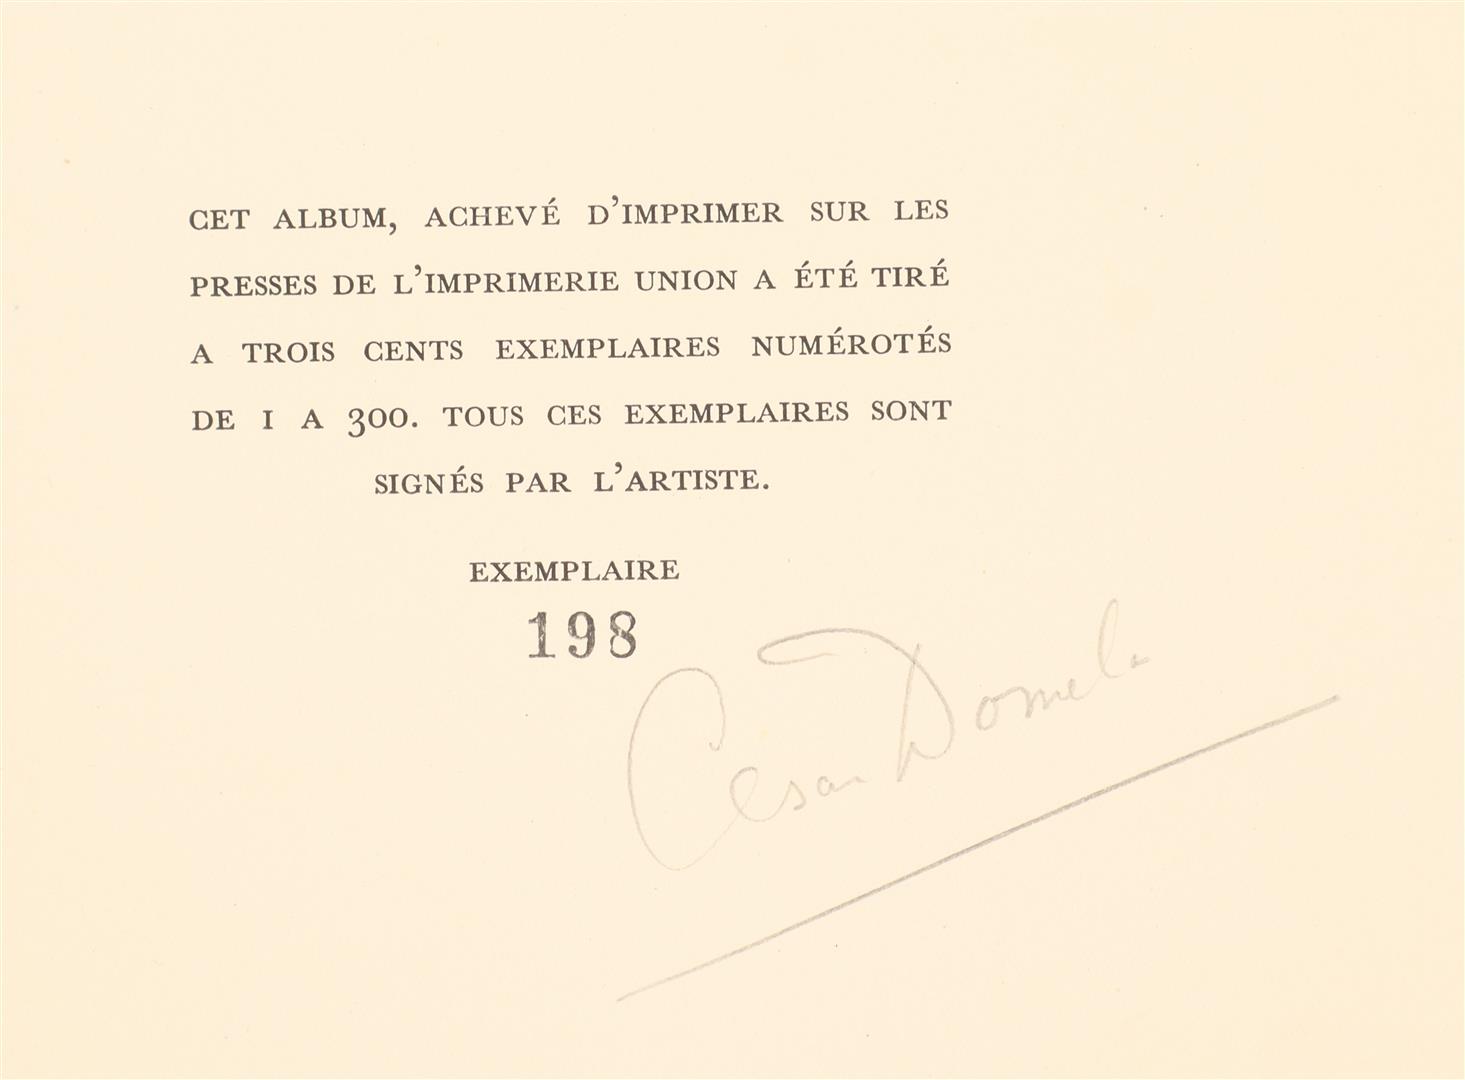 CET ALBUM, ACHEVÉ D'IMPRIMER SUR LES
PRESSES DE L'IMPRIMERIE UNION A ÉTÉ TIRÉ
A TROIS CENTS EXEMPLAIRES NUMÉROTÉS
DE I A 300. TOUS CES EXEMPLAIRES SONT
SIGNÉS PAR L'ARTISTE.
EXEMPLAIRE
198
César Domela